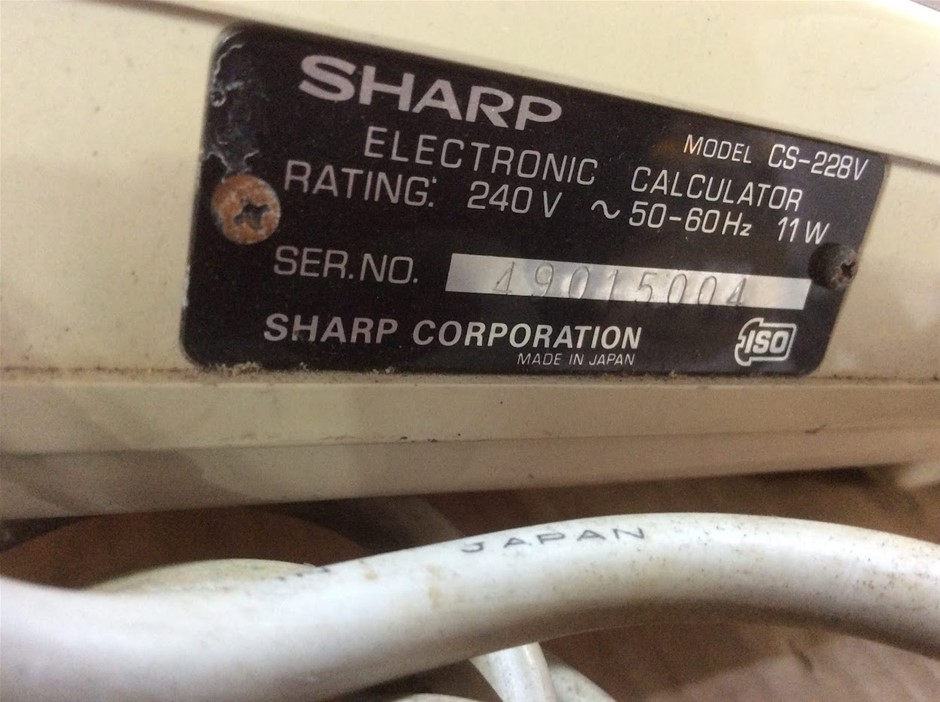 SHARP
MODEL CS-228V
ELECTRONIC CALCULATOR
RATING: 240V ~ 50-60Hz 11W
SER.NO. 49015004
SHARP CORPORATION
MADE IN JAPAN
ISO
JAPAN